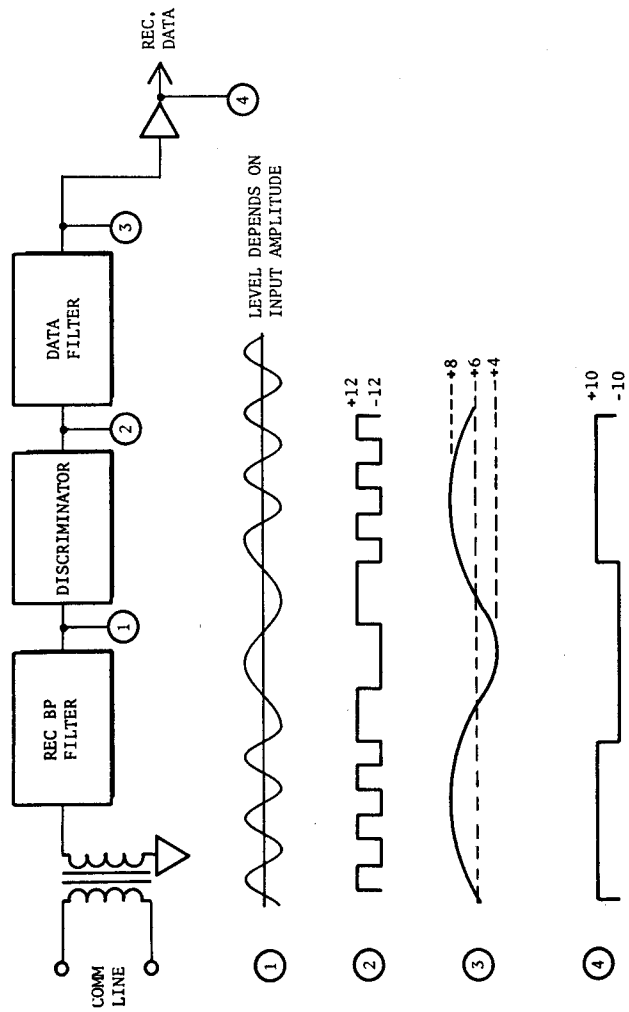 COMM
LINE
REC BP
FILTER
1
DISCRIMINATOR
2
DATA
FILTER
3
4
REC.
DATA
1
LEVEL DEPENDS ON
INPUT AMPLITUDE
2
+12
-12
3
+8
+6
+4
4
+10
-10